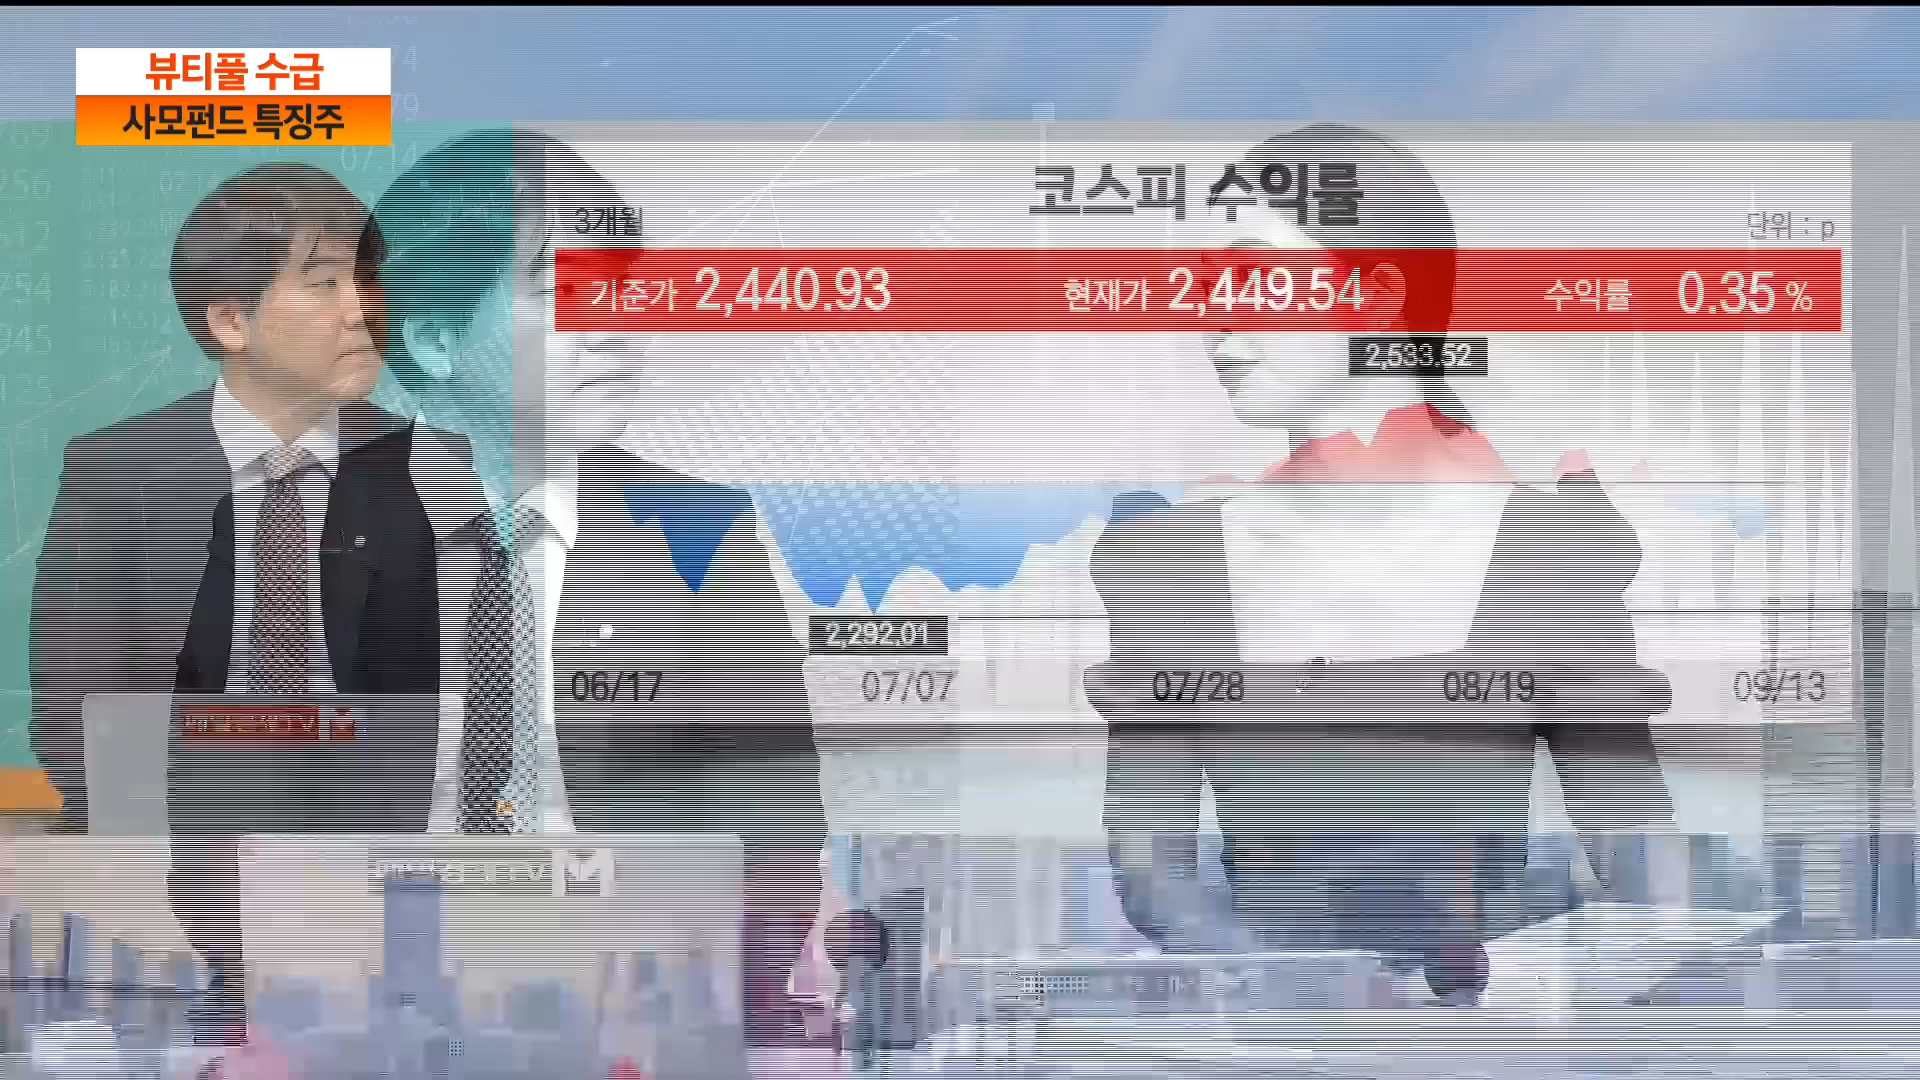 뷰티풀 수급
사모펀드 특징주
코스피 수익률
3개월
단위 : p
기준가 2,440.93 현재가 2,449.54 수익률 0.35 %
2,533.52
2,292.01
06/17 07/07 07/28 08/19 09/13